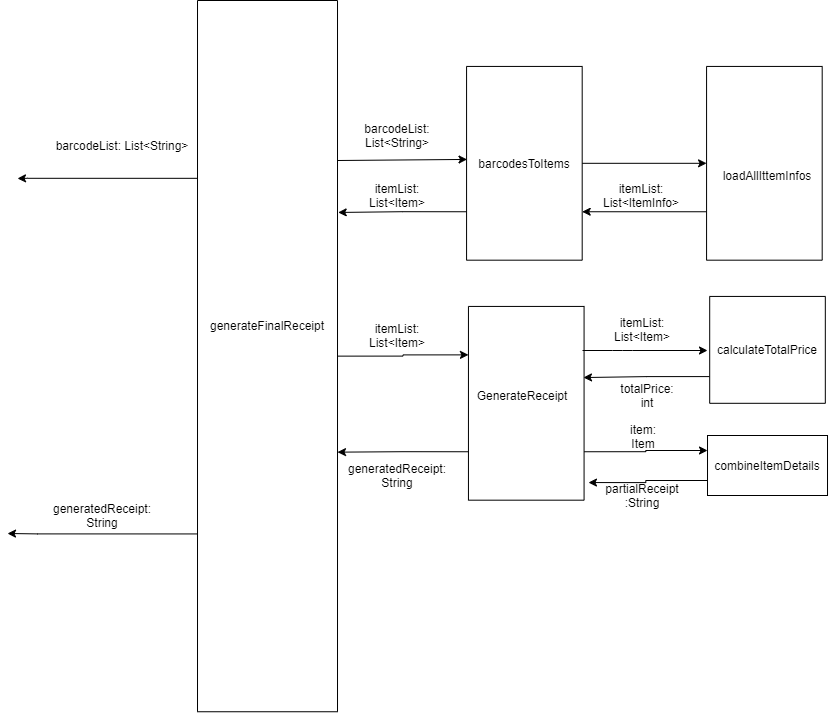 barcodeList: List<String>
barcodeList:
List<String>
barcodesToItems
itemList:
List<Item>
itemList:
List<ItemInfo>
loadAllIttemInfos
generateFinalReceipt
itemList:
List<Item>
GenerateReceipt
itemList:
List<Item>
calculateTotalPrice
totalPrice:
int
item:
Item
combineItemDetails
generatedReceipt:
String
partialReceipt
:String
generatedReceipt:
String